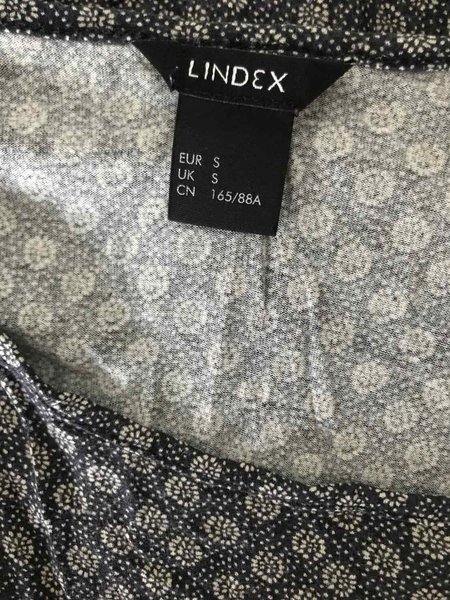 LINDEX
EUR S
UK S
CN 165/88A